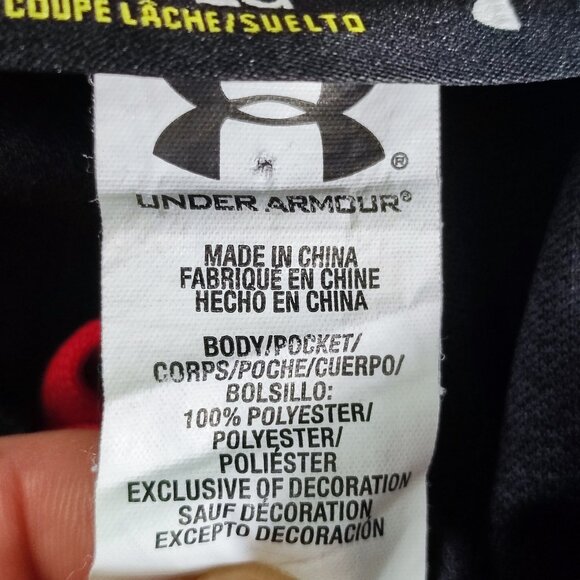 COUPE LÂCHE/SUELTO
®
UNDER ARMOUR®
MADE IN CHINA
FABRIQUÉ EN CHINE
HECHO EN CHINA
BODY/POCKET/
CORPS/POCHE/CUERPO/
BOLSILLO:
100% POLYESTER/
POLYESTER/
POLIÉSTER
EXCLUSIVE OF DECORATION
SAUF DÉCORATION
EXCEPTO DECORACIÓN